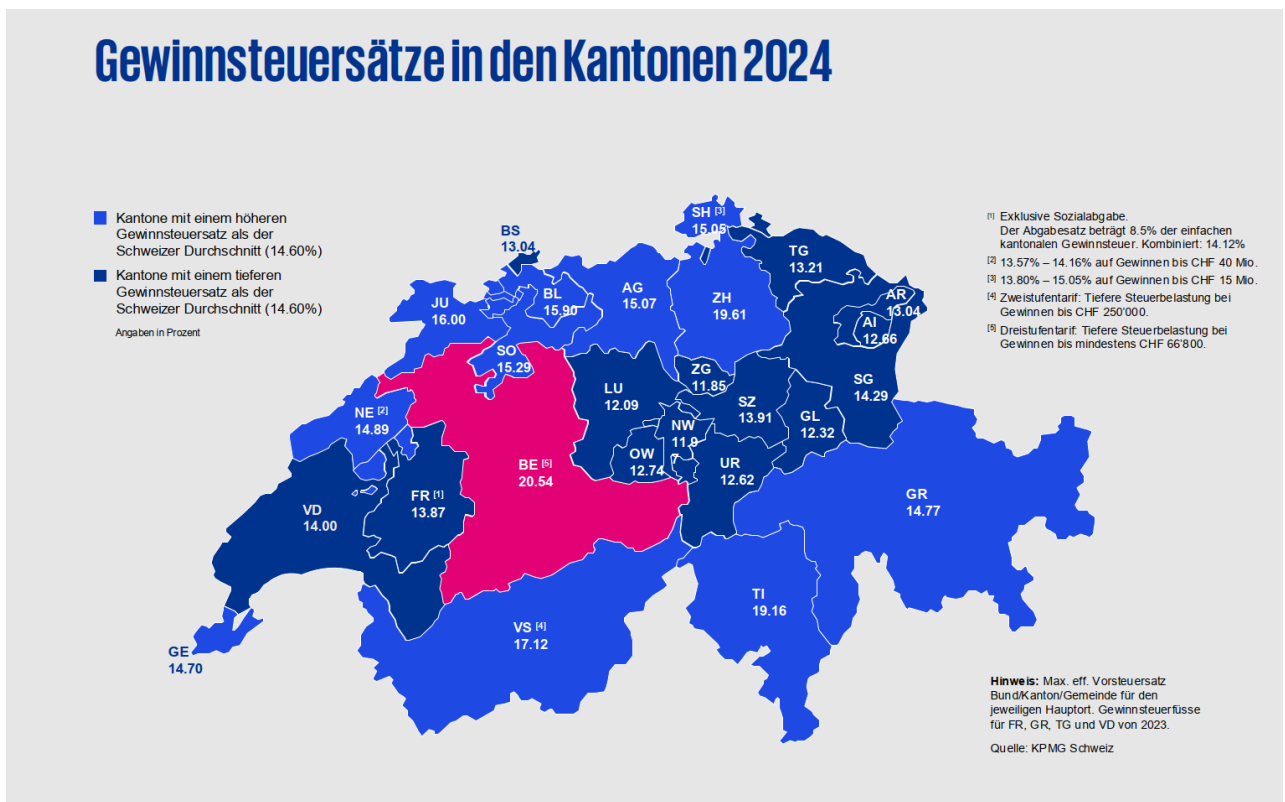 Gewinnsteuersätze in den Kantonen 2024
Kantone mit einem höheren
Gewinnsteuersatz als der
Schweizer Durchschnitt (14.60%)
Kantone mit einem tieferen
Gewinnsteuersatz als der
Schweizer Durchschnitt (14.60%)
Angaben in Prozent
SH [3]
15.05
BS
13.04
TG
13.21
JU
16.00
BL
15.90
AG
15.07
ZH
19.61
AR
13.04
AI
12.66
SO
15.29
ZG
11.85
LU
12.09
SZ
13.91
SG
14.29
NE [2]
14.89
NW
11.9
7
GL
12.32
OW
12.74
UR
12.62
BE [5]
20.54
FR [1]
13.87
VD
14.00
GR
14.77
TI
19.16
VS [4]
17.12
GE
14.70
[1] Exklusive Sozialabgabe.
Der Abgabesatz beträgt 8.5% der einfachen
kantonalen Gewinnsteuer. Kombiniert: 14.12%
[2] 13.57% – 14.16% auf Gewinnen bis CHF 40 Mio.
[3] 13.80% – 15.05% auf Gewinnen bis CHF 15 Mio.
[4] Zweistufentarif: Tiefere Steuerbelastung bei
Gewinnen bis CHF 250'000.
[5] Dreistufentarif: Tiefere Steuerbelastung bei
Gewinnen bis mindestens CHF 66'800.
Hinweis: Max. eff. Vorsteuersatz
Bund/Kanton/Gemeinde für den
jeweiligen Hauptort. Gewinnsteuerfüsse
für FR, GR, TG und VD von 2023.
Quelle: KPMG Schweiz